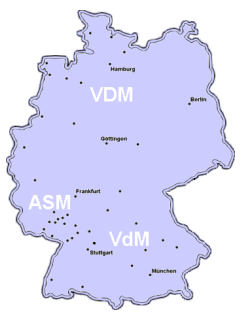 Hamburg
VDM
Berlin
Göttingen
Frankfurt
ASM
VdM
Stuttgart
München